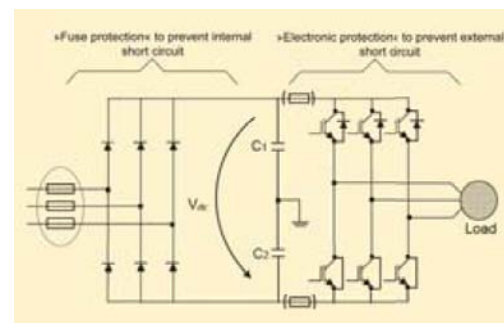 »Fuse protection« to prevent internal
short circuit
»Electronic protection« to prevent external
short circuit
C1
Vdc
C2
Load